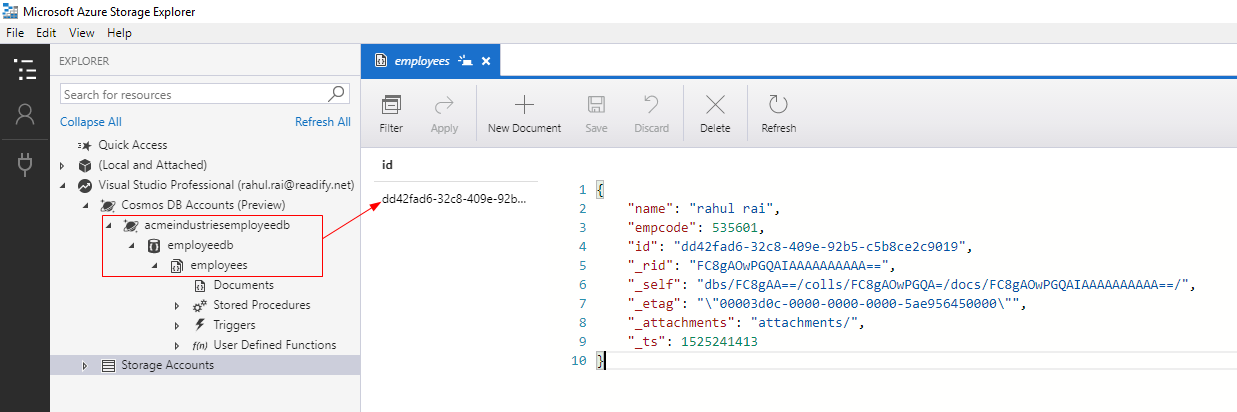 Microsoft Azure Storage Explorer
File Edit View Help
EXPLORER
Search for resources
Collapse All Refresh All
Quick Access
(Local and Attached)
Visual Studio Professional (rahul.rai@readify.net)
Cosmos DB Accounts (Preview)
acmeindustriesemployeedb
employeedb
employees
Documents
Stored Procedures
Triggers
f(n) User Defined Functions
Storage Accounts
employees
Filter Apply New Document Save Discard Delete Refresh
id
dd42fad6-32c8-409e-92b...
1 {
2 "name": "rahul rai",
3 "empcode": 535601,
4 "id": "dd42fad6-32c8-409e-92b5-c5b8ce2c9019",
5 "_rid": "FC8gAOwPGQAIAAAAAAAAAA==",
6 "_self": "dbs/FC8gAA==/colls/FC8gAOwPGQA=/docs/FC8gAOwPGQAIAAAAAAAAAA==/",
7 "_etag": "\"00003d0c-0000-0000-0000-5ae956450000\"",
8 "_attachments": "attachments/",
9 "_ts": 1525241413
10 }